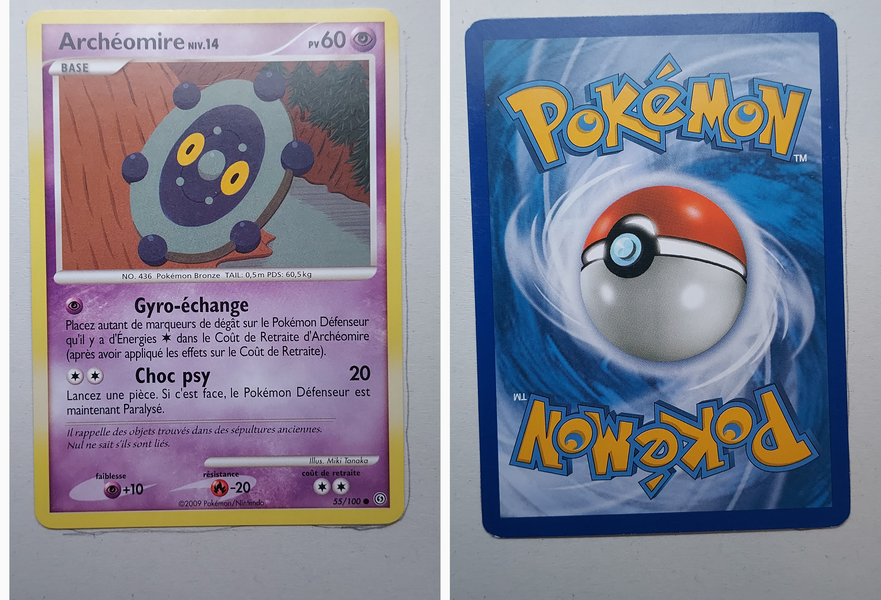 Archéomire NIV.14 PV 60
BASE
NO. 436 Pokémon Bronze TAIL: 0,5m PDS: 60,5kg
Gyro-échange
Placez autant de marqueurs de dégât sur le Pokémon Défenseur
qu'il y a d'Énergies dans le Coût de Retraite d'Archéomire
(après avoir appliqué les effets sur le Coût de Retraite).
Choc psy 20
Lancez une pièce. Si c'est face, le Pokémon Défenseur est
maintenant Paralysé.
Il rappelle des objets trouvés dans des sépultures anciennes.
Nul ne sait s'ils sont liés.
Illus. Miki Tanaka
faiblesse résistance coût de retraite
+10 -20
©2009 Pokémon/Nintendo 55/100
POKéMON
TM
TM
POKéMON